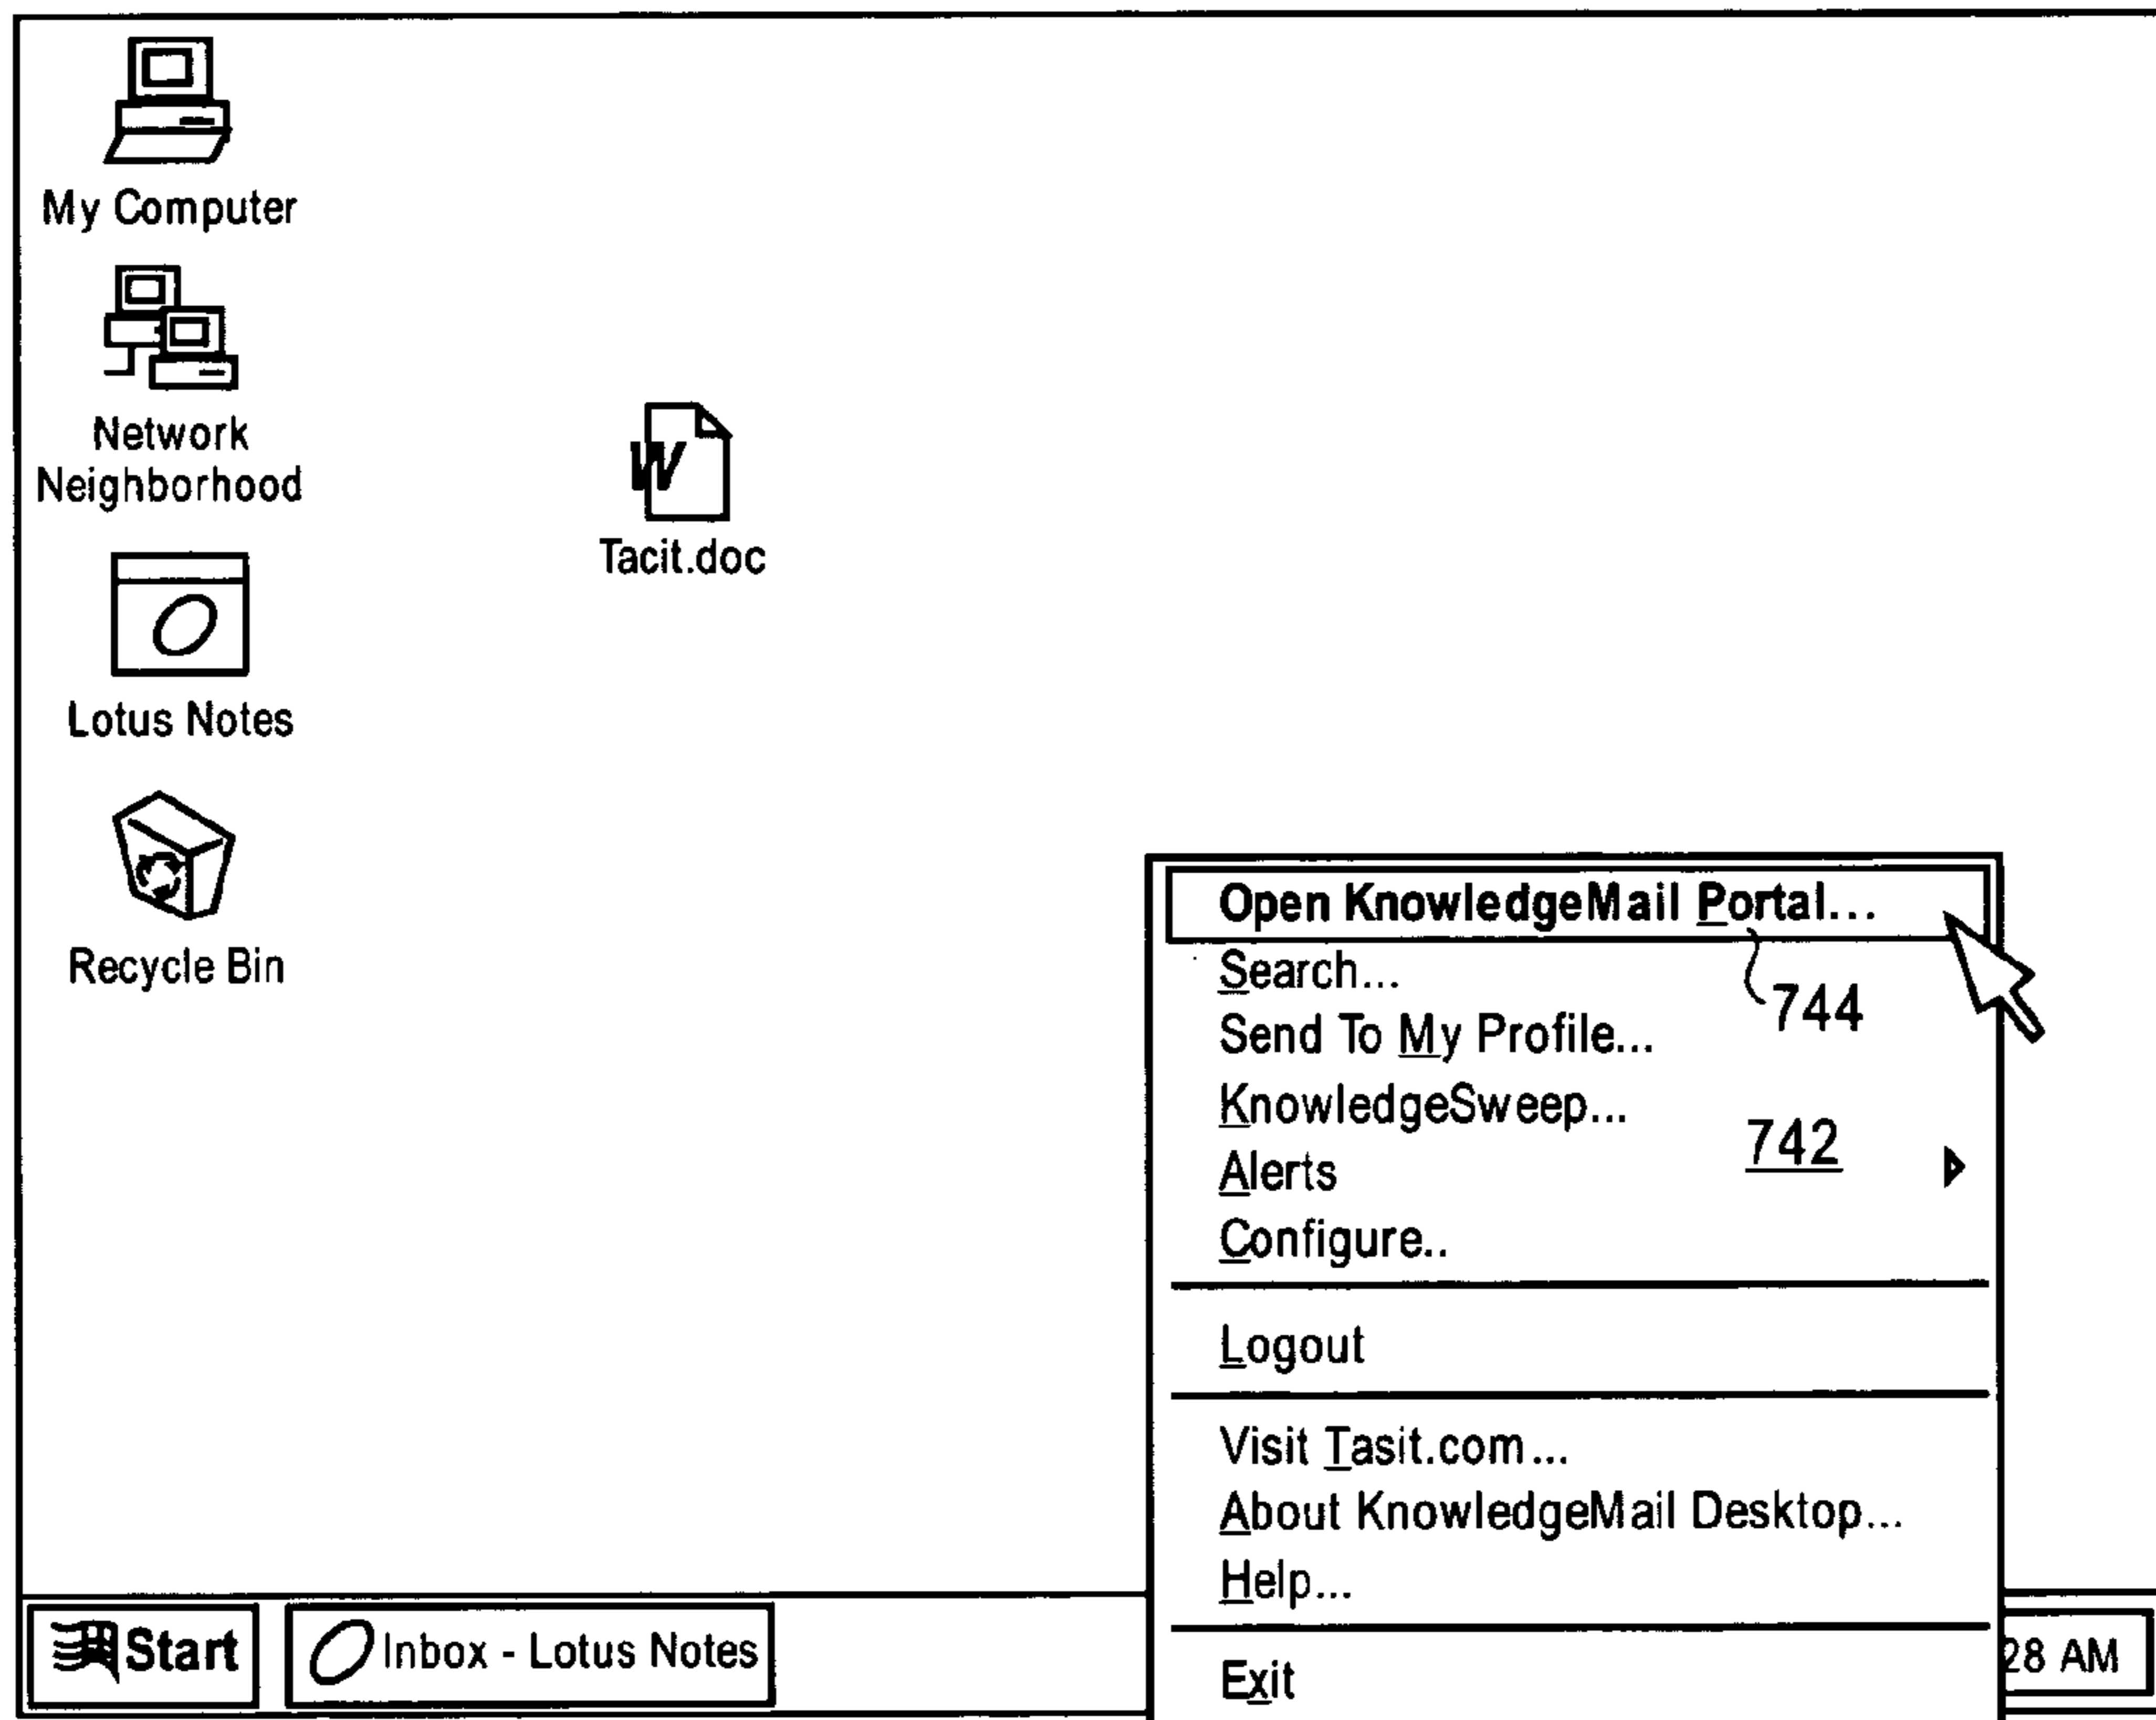 My Computer
Network
Neighborhood
W
Tacit.doc
Lotus Notes
Recycle Bin
Open KnowledgeMail Portal...
Search...
744
Send To My Profile...
KnowledgeSweep...
742
Alerts
Configure..
Logout
Visit Tasit.com...
About KnowledgeMail Desktop...
Help...
Exit
Start
Inbox - Lotus Notes
28 AM